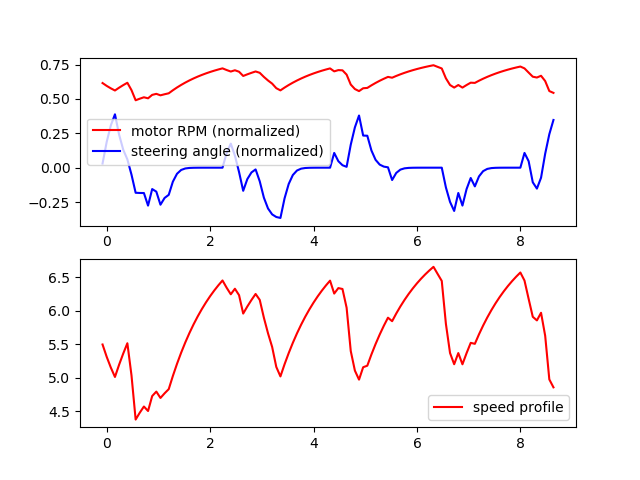 0.75
0.50
0.25
0.00
−0.25
motor RPM (normalized)
steering angle (normalized)
0 2 4 6 8
6.5
6.0
5.5
5.0
4.5
speed profile
0 2 4 6 8